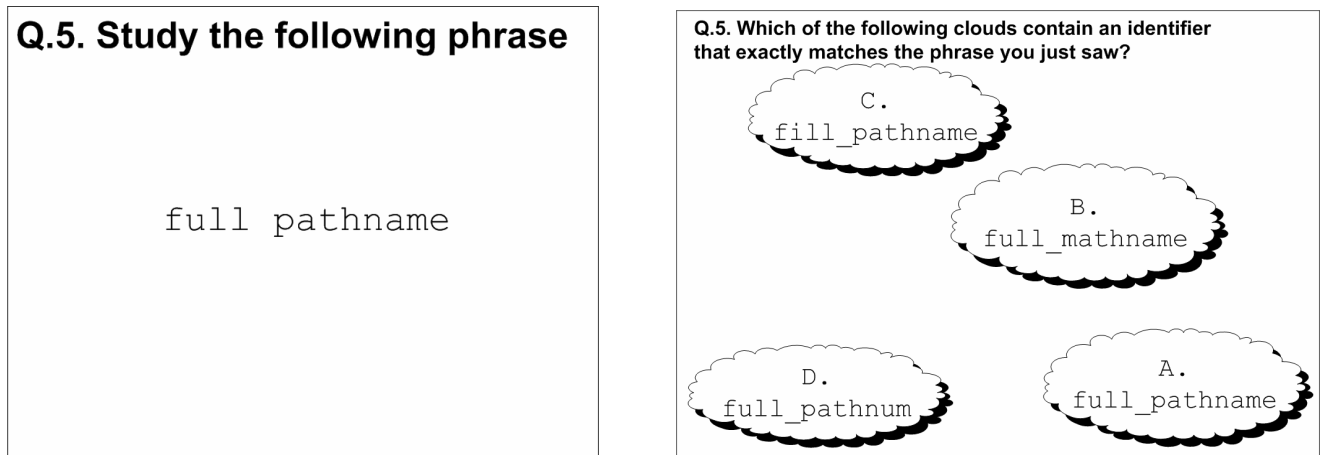 Q.5. Study the following phrase
full pathname
Q.5. Which of the following clouds contain an identifier
that exactly matches the phrase you just saw?
C.
fill_pathname
B.
full_mathname
D.
full_pathnum
A.
full_pathname